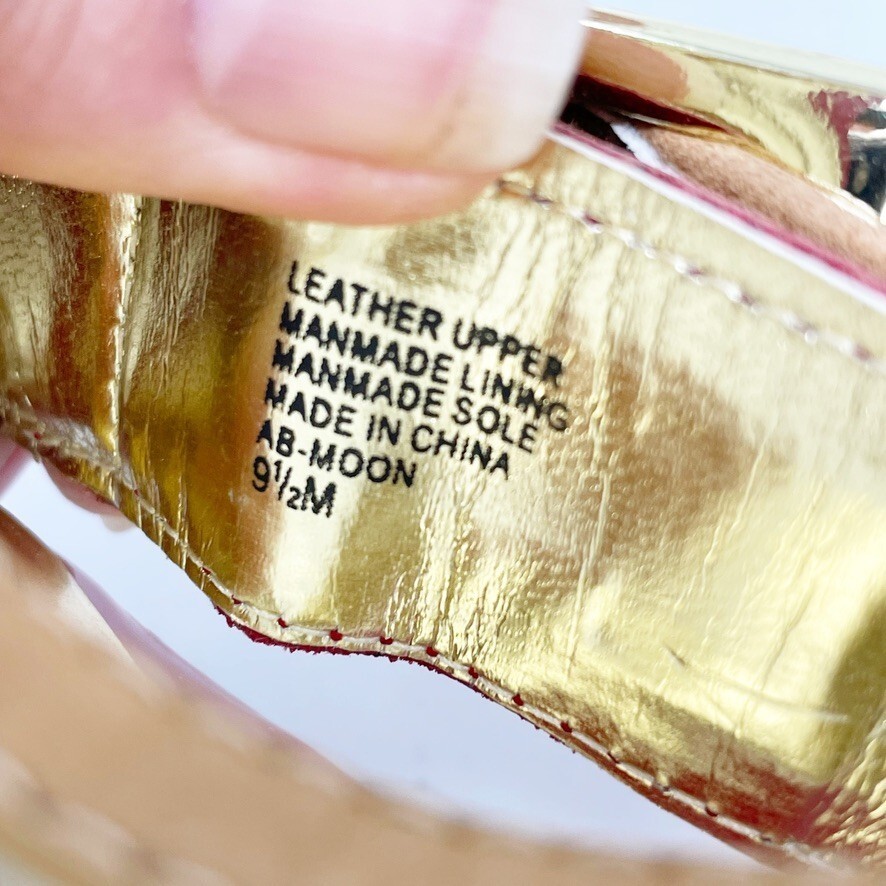 LEATHER UPPER
MANMADE LINING
MANMADE SOLE
MADE IN CHINA
AB-MOON
9½M